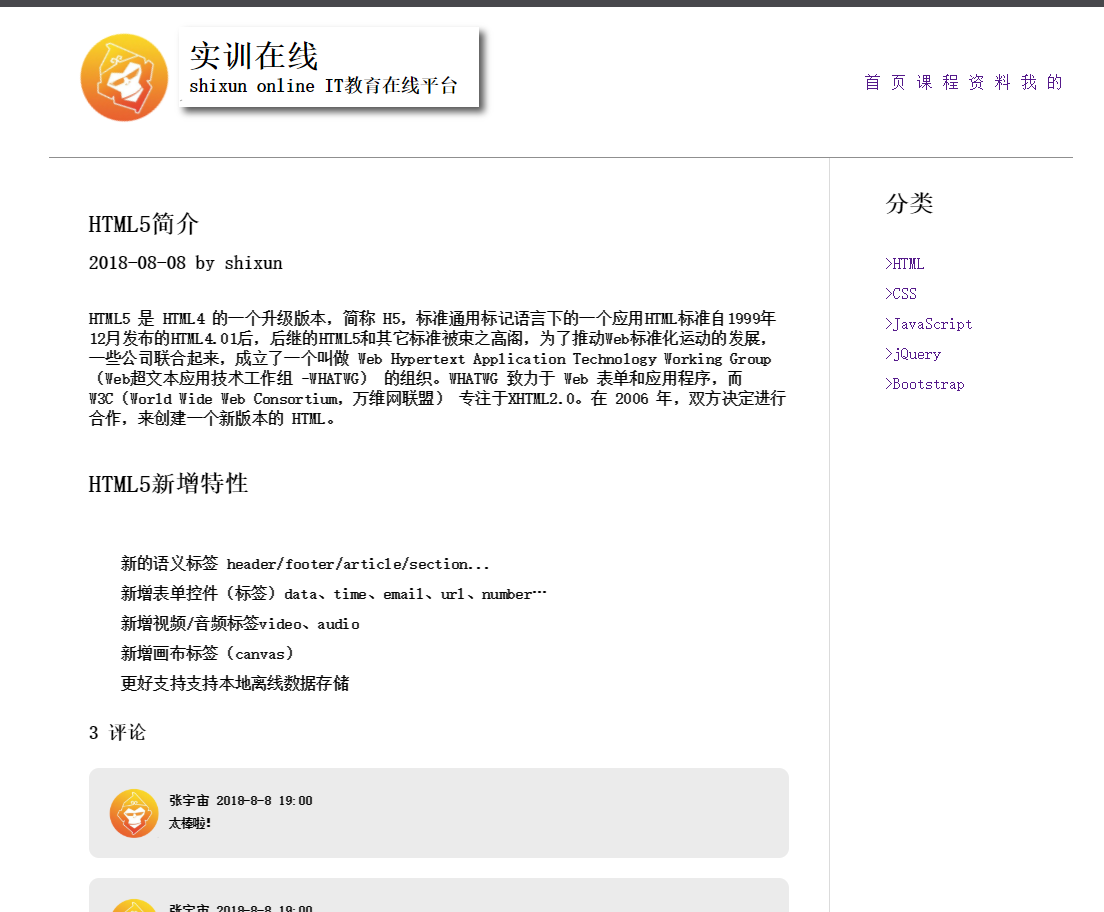 实训在线
shixun online IT教育在线平台
首 页 课 程 资 料 我 的
HTML5简介
2018-08-08 by shixun
HTML5 是 HTML4 的一个升级版本，简称 H5，标准通用标记语言下的一个应用HTML标准自1999年
12月发布的HTML4.01后，后继的HTML5和其它标准被束之高阁，为了推动Web标准化运动的发展，
一些公司联合起来，成立了一个叫做 Web Hypertext Application Technology Working Group
（Web超文本应用技术工作组 -WHATWG） 的组织。WHATWG 致力于 Web 表单和应用程序，而
W3C（World Wide Web Consortium，万维网联盟） 专注于XHTML2.0。在 2006 年，双方决定进行
合作，来创建一个新版本的 HTML。
HTML5新增特性
新的语义标签 header/footer/article/section...
新增表单控件（标签）data、time、email、url、number…
新增视频/音频标签video、audio
新增画布标签（canvas）
更好支持支持本地离线数据存储
3 评论
张宇宙 2018-8-8 19:00
太棒啦!
张宇宙 2018-8-8 19:00
分类
>HTML
>CSS
>JavaScript
>jQuery
>Bootstrap